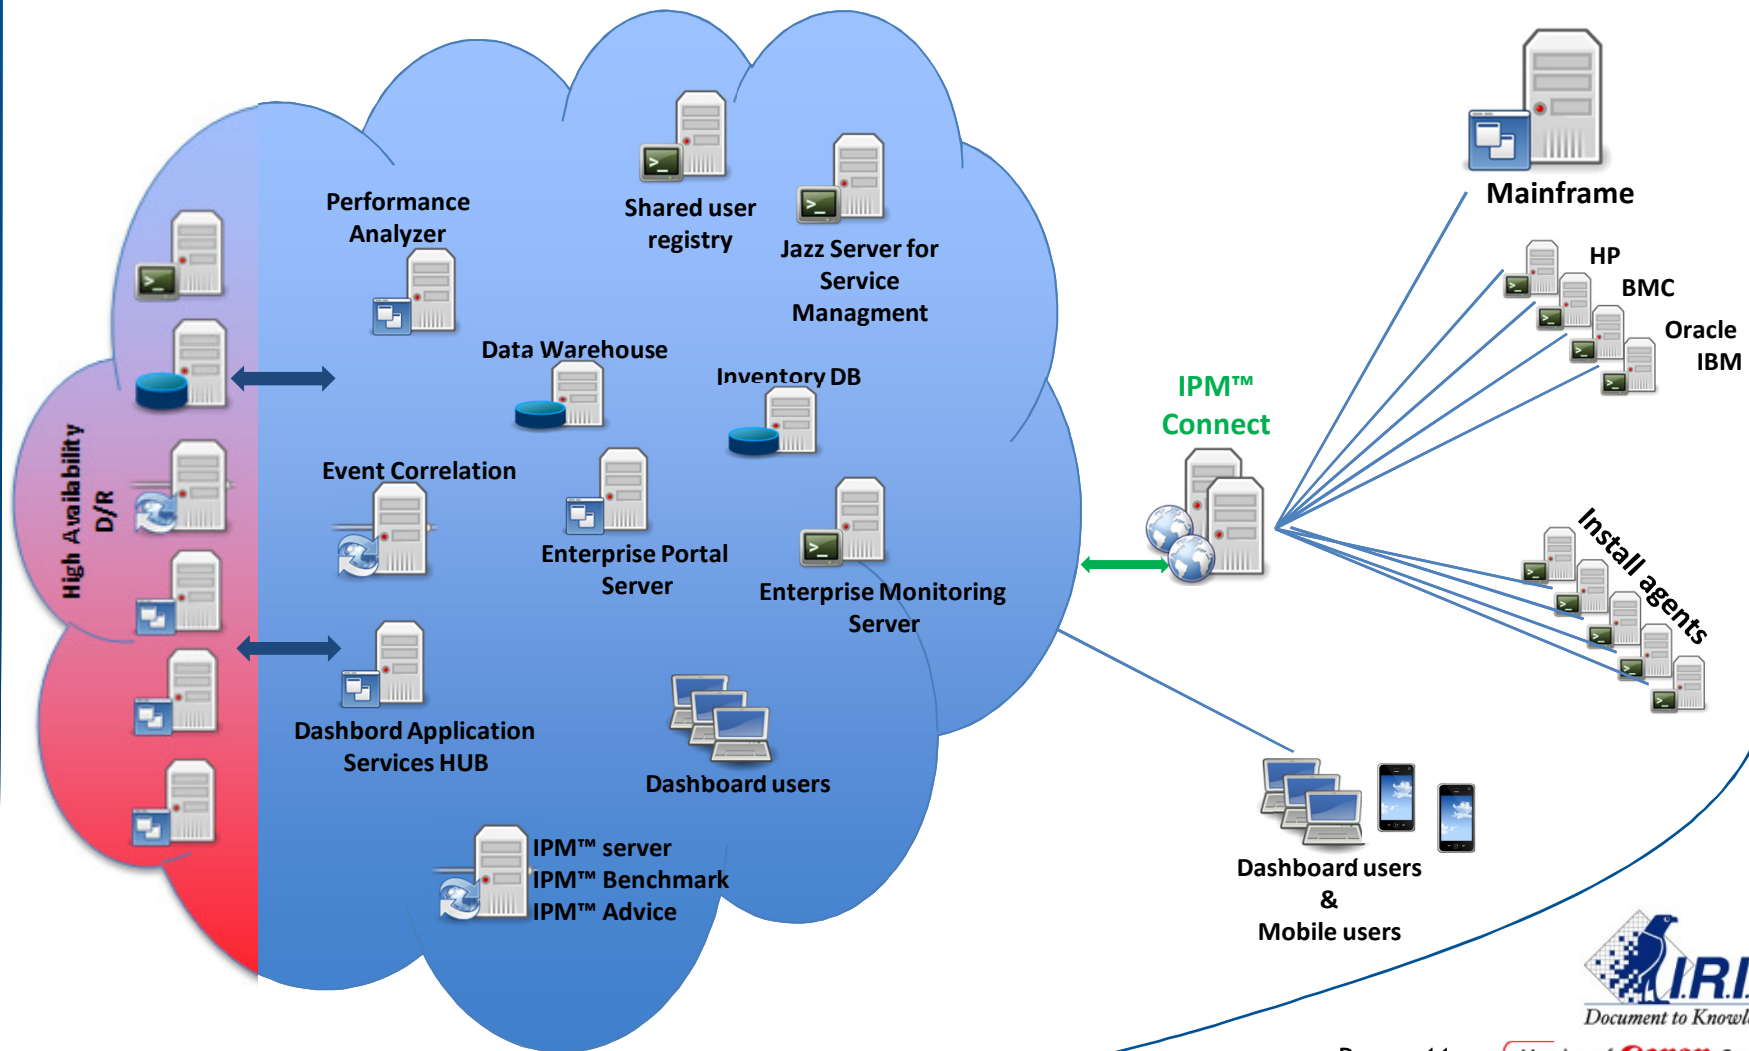 Mainframe
HP
BMC
Oracle
IBM
Performance
Analyzer
Shared user
registry
Jazz Server for
Service
Managment
Data Warehouse
Inventory DB
IPM™
Connect
High Availability
D/R
Event Correlation
Enterprise Portal
Server
Enterprise Monitoring
Server
Install agents
Dashbord Application
Services HUB
Dashboard users
IPM™ server
IPM™ Benchmark
IPM™ Advice
Dashboard users
&
Mobile users
I.R.I.
Document to